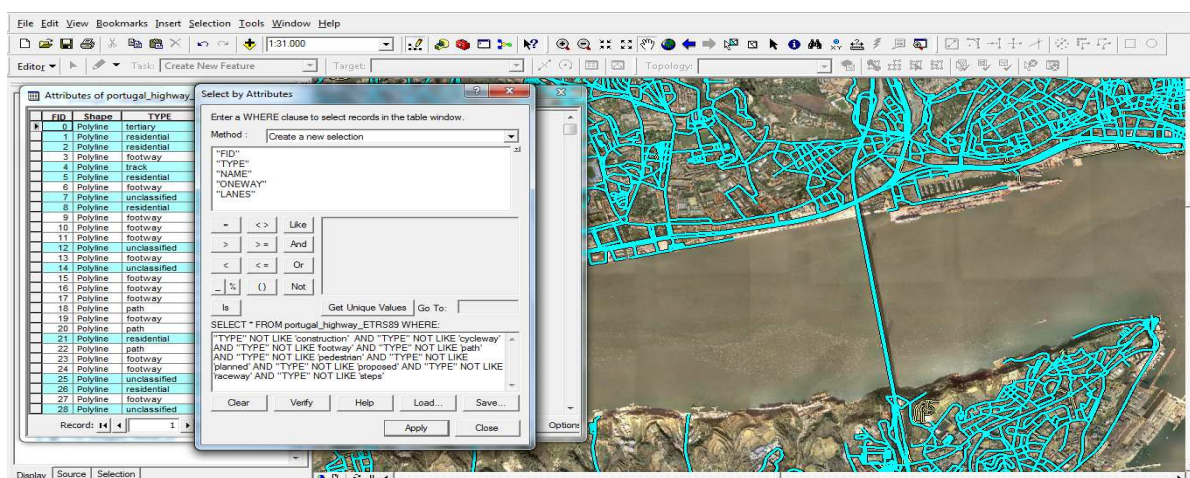 File Edit View Bookmarks Insert Selection Tools Window Help
1:31.000
Editor Task: Create New Feature Target: Topology:
Attributes of portugal_highway_
FID Shape TYPE
0 Polyline tertiary
1 Polyline residential
2 Polyline residential
3 Polyline footway
4 Polyline track
5 Polyline residential
6 Polyline footway
7 Polyline unclassified
8 Polyline residential
9 Polyline footway
10 Polyline footway
11 Polyline footway
12 Polyline unclassified
13 Polyline footway
14 Polyline unclassified
15 Polyline footway
16 Polyline footway
17 Polyline footway
18 Polyline path
19 Polyline footway
20 Polyline path
21 Polyline residential
22 Polyline path
23 Polyline footway
24 Polyline footway
25 Polyline unclassified
26 Polyline residential
27 Polyline footway
28 Polyline unclassified
Record: 1
Options
Select by Attributes
Enter a WHERE clause to select records in the table window.
Method : Create a new selection
"FID"
"TYPE"
"NAME"
"ONEWAY"
"LANES"
= < > Like
> > = And
< < = Or
_ % () Not
Is Get Unique Values Go To:
SELECT * FROM portugal_highway_ETRS89 WHERE:
"TYPE" NOT LIKE 'construction' AND "TYPE" NOT LIKE 'cycleway'
AND "TYPE" NOT LIKE 'footway' AND "TYPE" NOT LIKE 'path'
AND "TYPE" NOT LIKE 'pedestrian' AND "TYPE" NOT LIKE
'planned' AND "TYPE" NOT LIKE 'proposed' AND "TYPE" NOT LIKE
'raceway' AND "TYPE" NOT LIKE 'steps'
Clear Verify Help Load... Save...
Apply Close
Display Source Selection